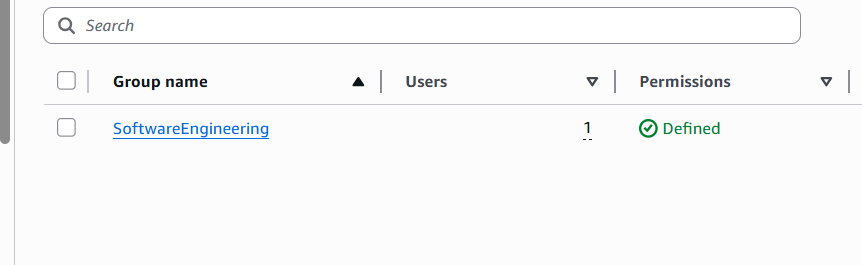 Search
Group name Users Permissions
SoftwareEngineering 1 Defined